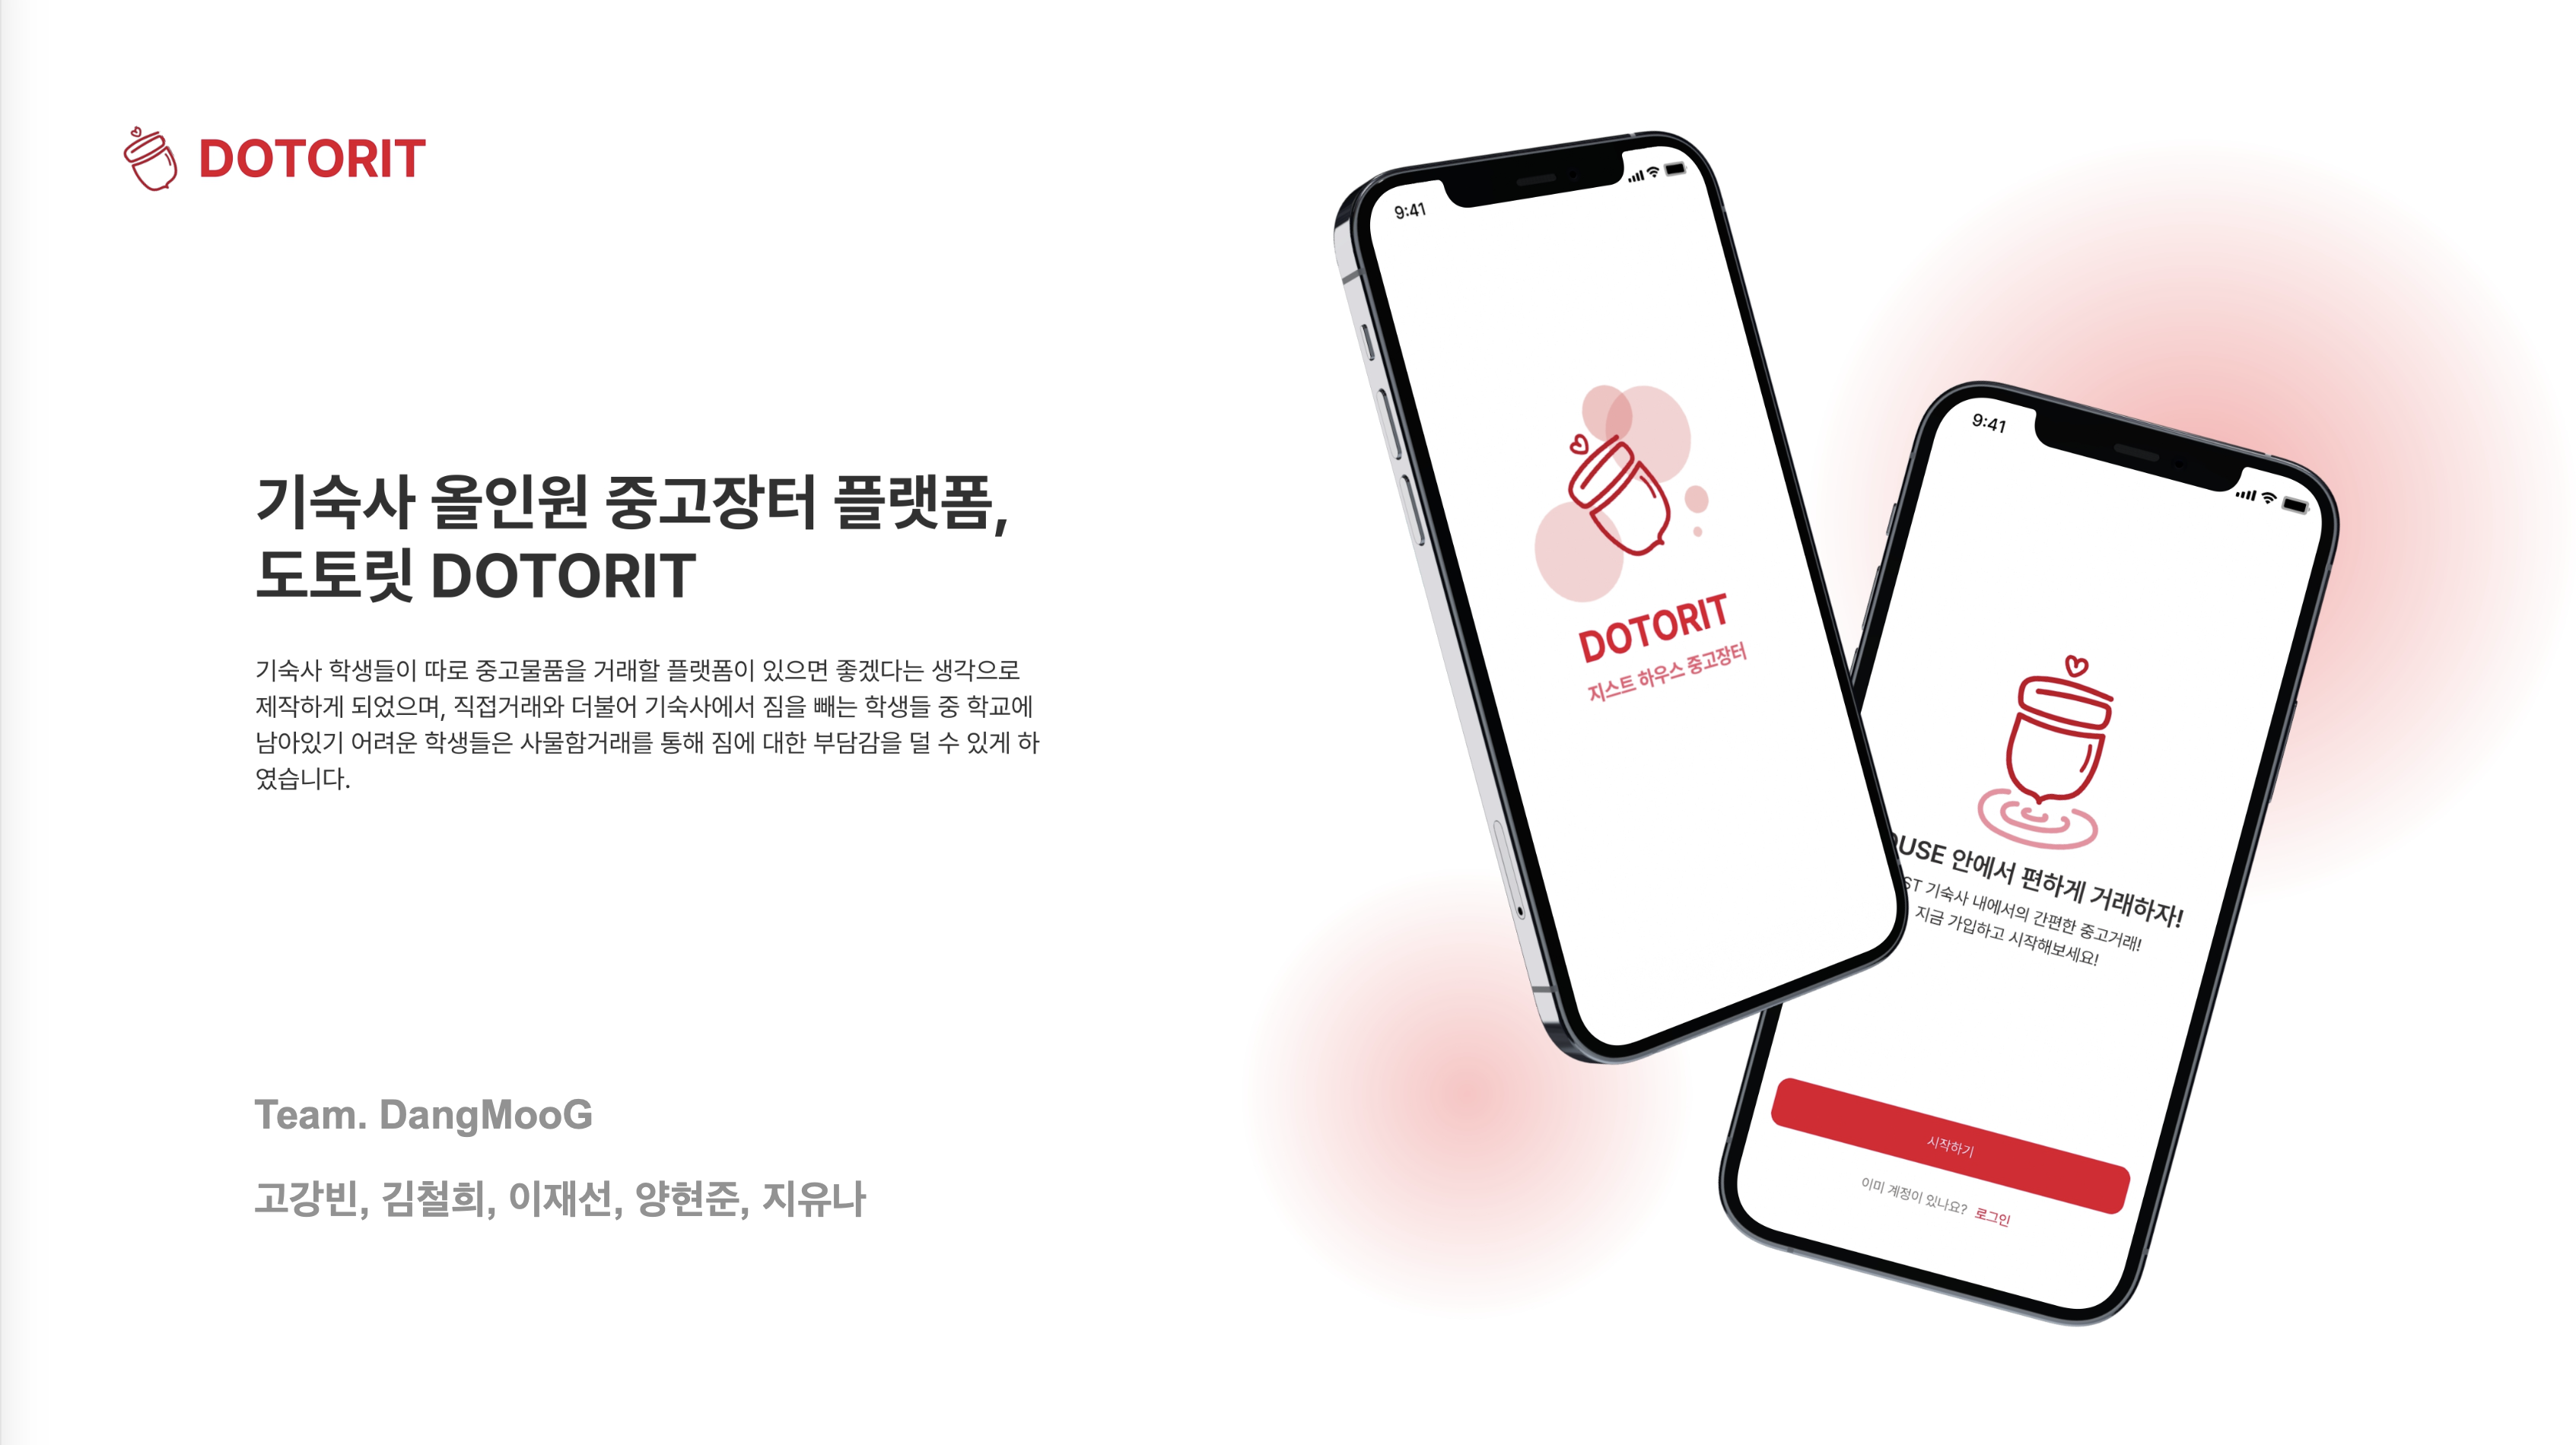 DOTORIT
기숙사 올인원 중고장터 플랫폼,
도토릿 DOTORIT
기숙사 학생들이 따로 중고물품을 거래할 플랫폼이 있으면 좋겠다는 생각으로
제작하게 되었으며, 직접거래와 더불어 기숙사에서 짐을 빼는 학생들 중 학교에
남아있기 어려운 학생들은 사물함거래를 통해 짐에 대한 부담감을 덜 수 있게 하
였습니다.
Team. DangMooG
고강빈, 김철희, 이재선, 양현준, 지유나
9:41
DOTORIT
지스트 하우스 중고장터
9:41
OUSE 안에서 편하게 거래하자!
ST 기숙사 내에서의 간편한 중고거래!
지금 가입하고 시작해보세요!
시작하기
이미 계정이 있나요? 로그인